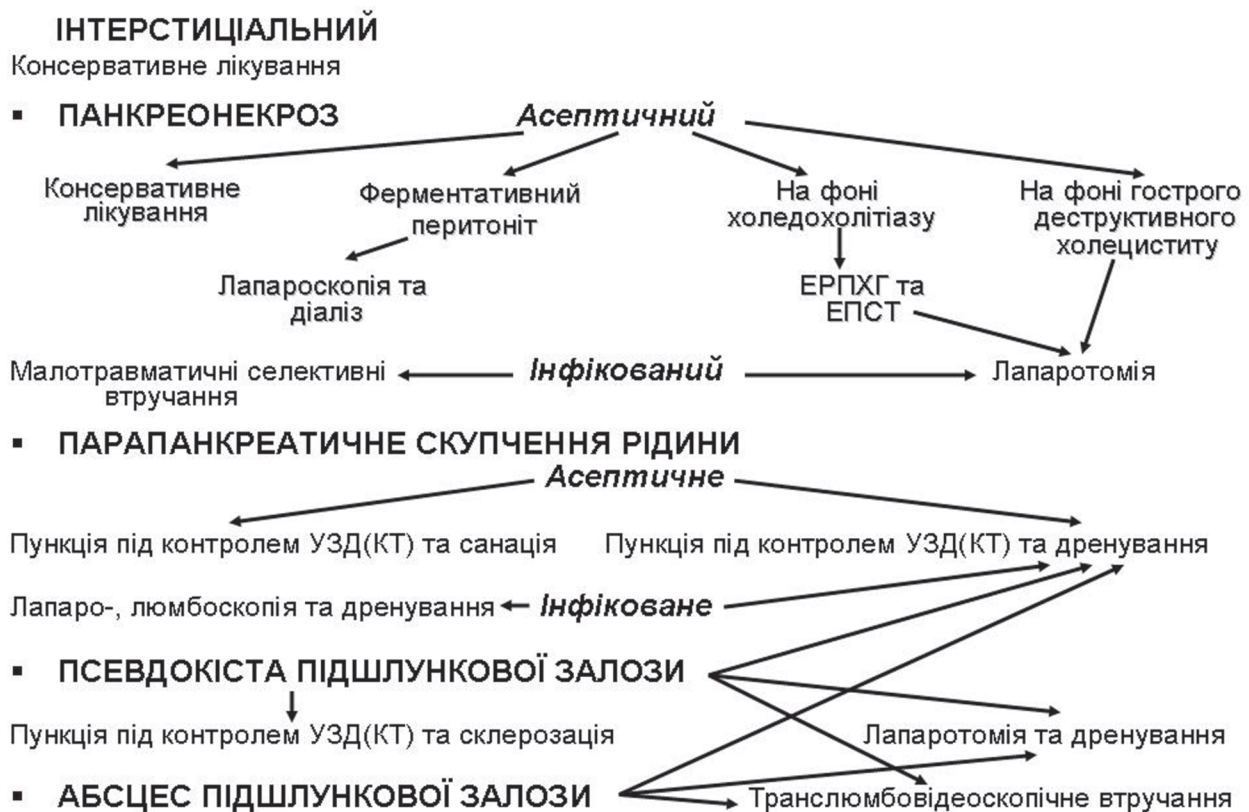 ІНТЕРСТИЦІАЛЬНИЙ
Консервативне лікування
▪ ПАНКРЕОНЕКРОЗ Асептичний
Консервативне
лікування
Ферментативний
перитоніт
На фоні
холедохолітіазу
На фоні гострого
деструктивного
холециститу
Лапароскопія та
діаліз
ЕРПХГ та
ЕПСТ
Малотравматичні селективні
втручання
Інфікований
Лапаротомія
▪ ПАРАПАНКРЕАТИЧНЕ СКУПЧЕННЯ РІДИНИ
Асептичне
Пункція під контролем УЗД(КТ) та санація
Пункція під контролем УЗД(КТ) та дренування
Лапаро-, люмбоскопія та дренування
Інфіковане
▪ ПСЕВДОКІСТА ПІДШЛУНКОВОЇ ЗАЛОЗИ
Пункція під контролем УЗД(КТ) та склерозація
Лапаротомія та дренування
▪ АБСЦЕС ПІДШЛУНКОВОЇ ЗАЛОЗИ
Транслюмбовідеоскопічне втручання